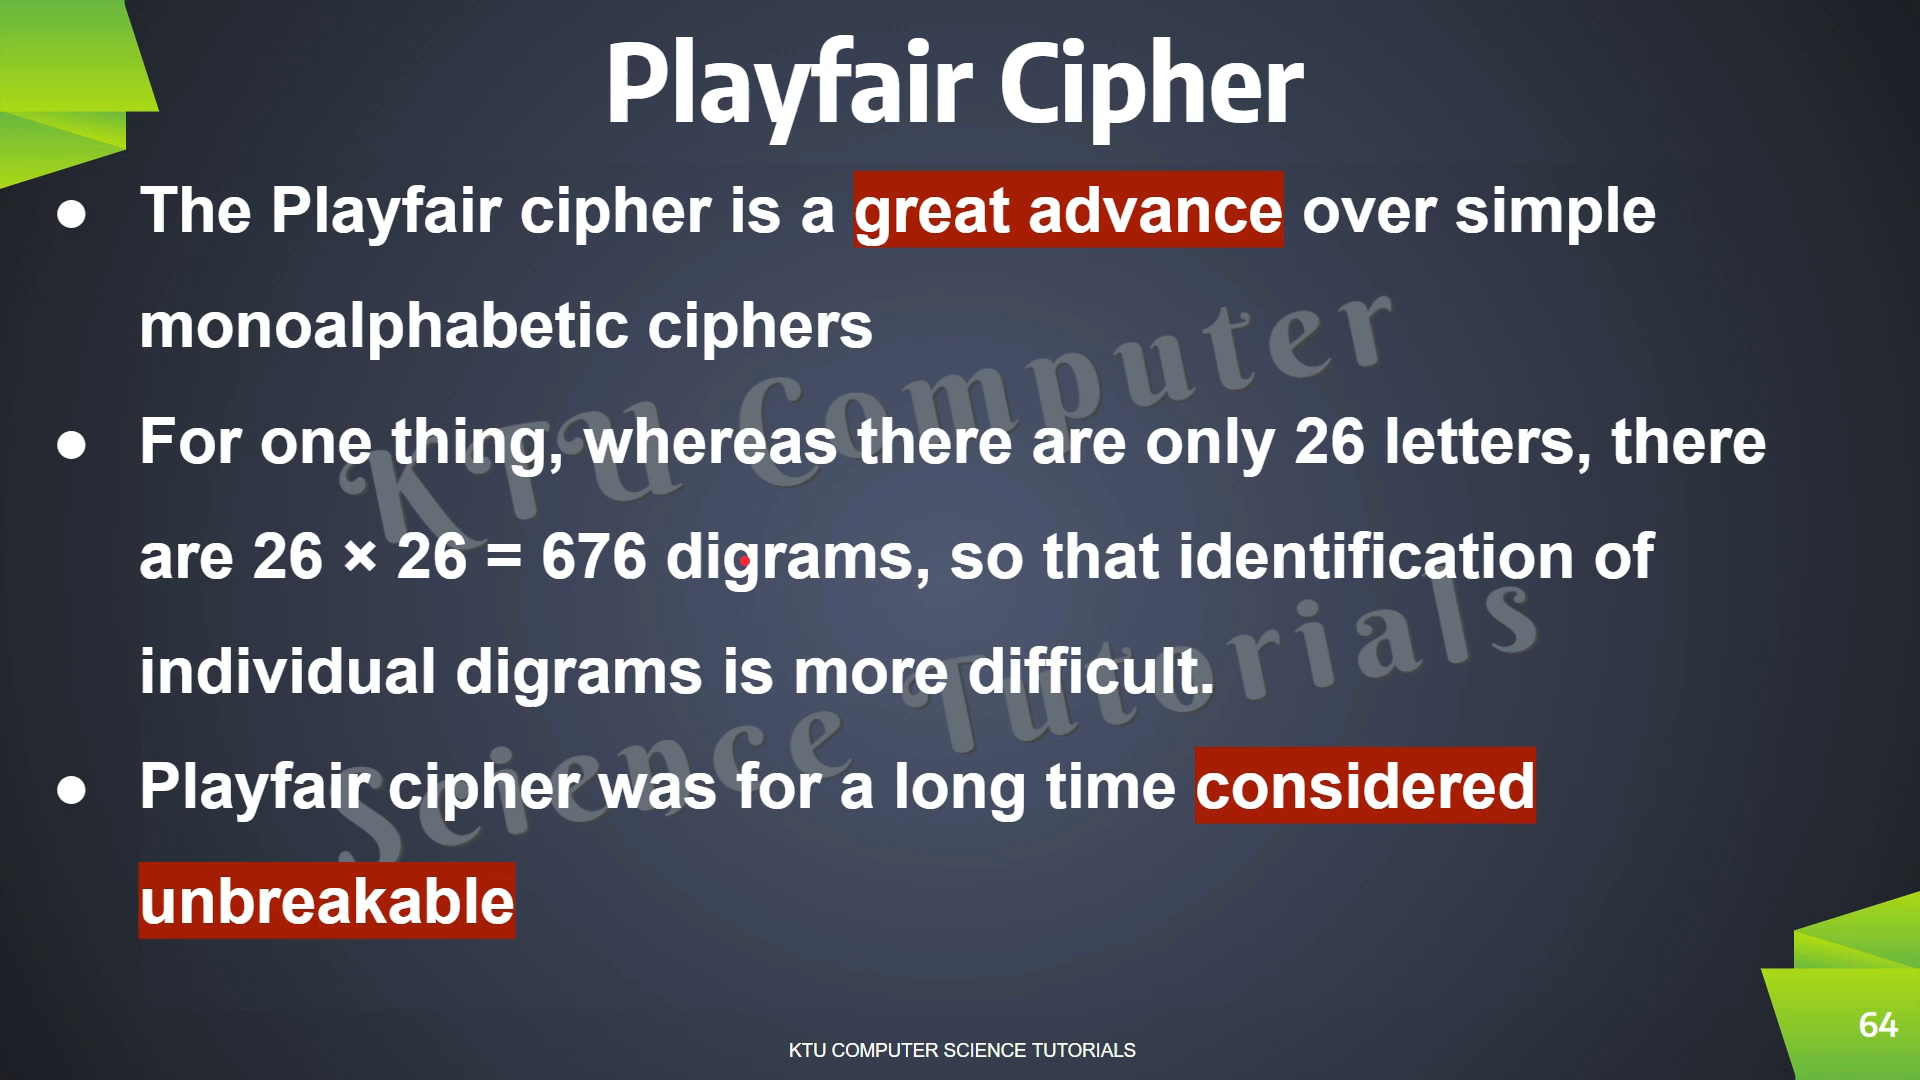 Playfair Cipher
● The Playfair cipher is a great advance over simple
monoalphabetic ciphers
● For one thing, whereas there are only 26 letters, there
are 26 × 26 = 676 digrams, so that identification of
individual digrams is more difficult.
● Playfair cipher was for a long time considered
unbreakable
KTU Computer
Science Tutorials
KTU COMPUTER SCIENCE TUTORIALS
64